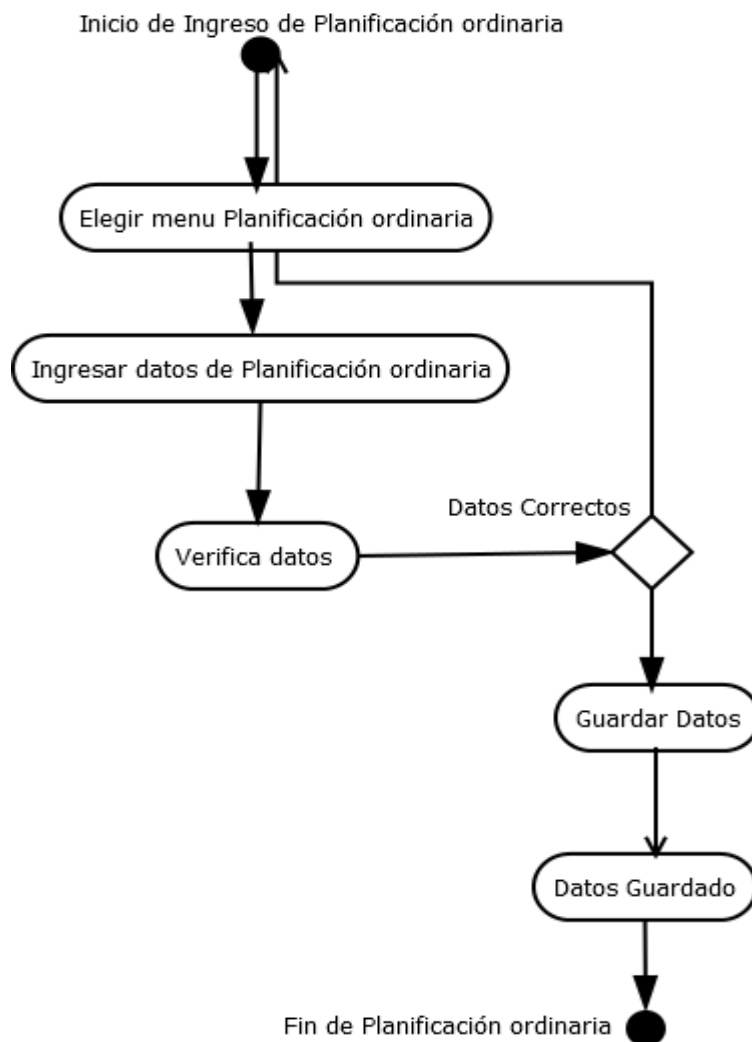 Inicio de Ingreso de Planificación ordinaria
Elegir menu Planificación ordinaria
Ingresar datos de Planificación ordinaria
Datos Correctos
Verifica datos
Guardar Datos
Datos Guardado
Fin de Planificación ordinaria